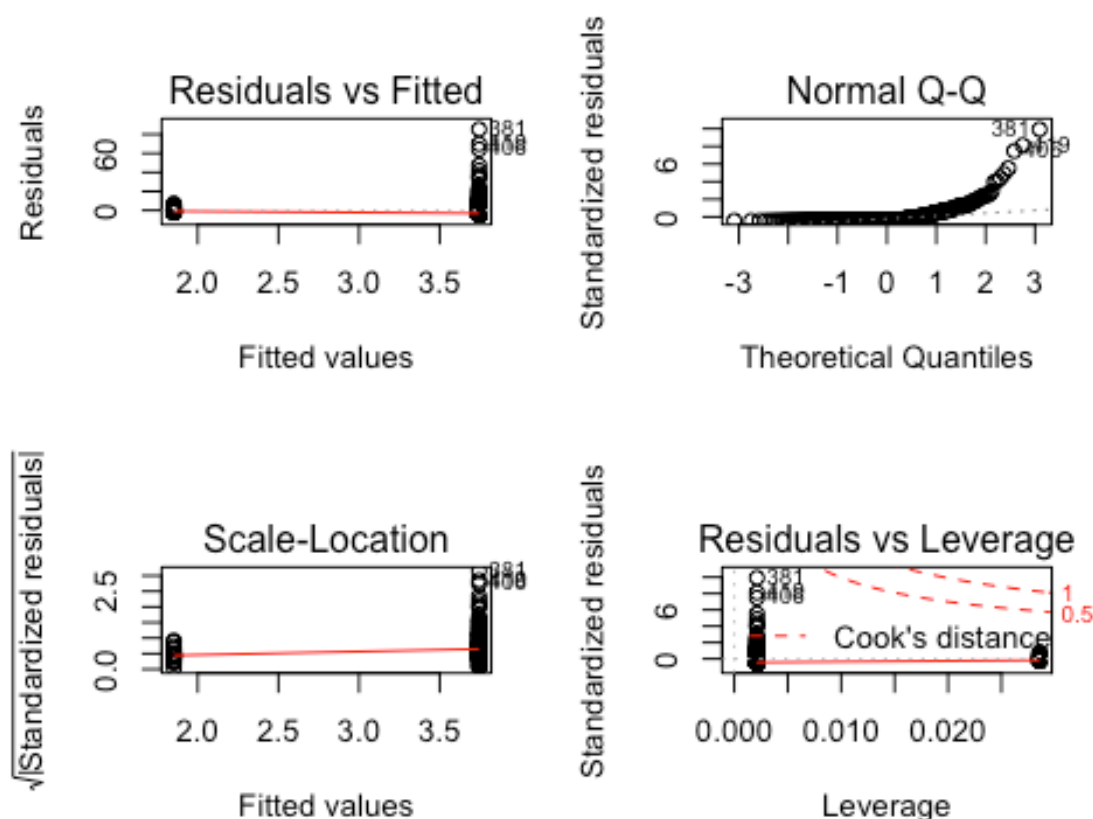 Residuals vs Fitted
Residuals
0
60
381
2.0 2.5 3.0 3.5
Fitted values
Normal Q-Q
Standardized residuals
0
6
381
-3 -1 0 1 2 3
Theoretical Quantiles
Scale-Location
√|Standardized residuals|
0.0
2.5
381
2.0 2.5 3.0 3.5
Fitted values
Residuals vs Leverage
Standardized residuals
0
6
381
1
0.5
Cook's distance
0.000 0.010 0.020
Leverage